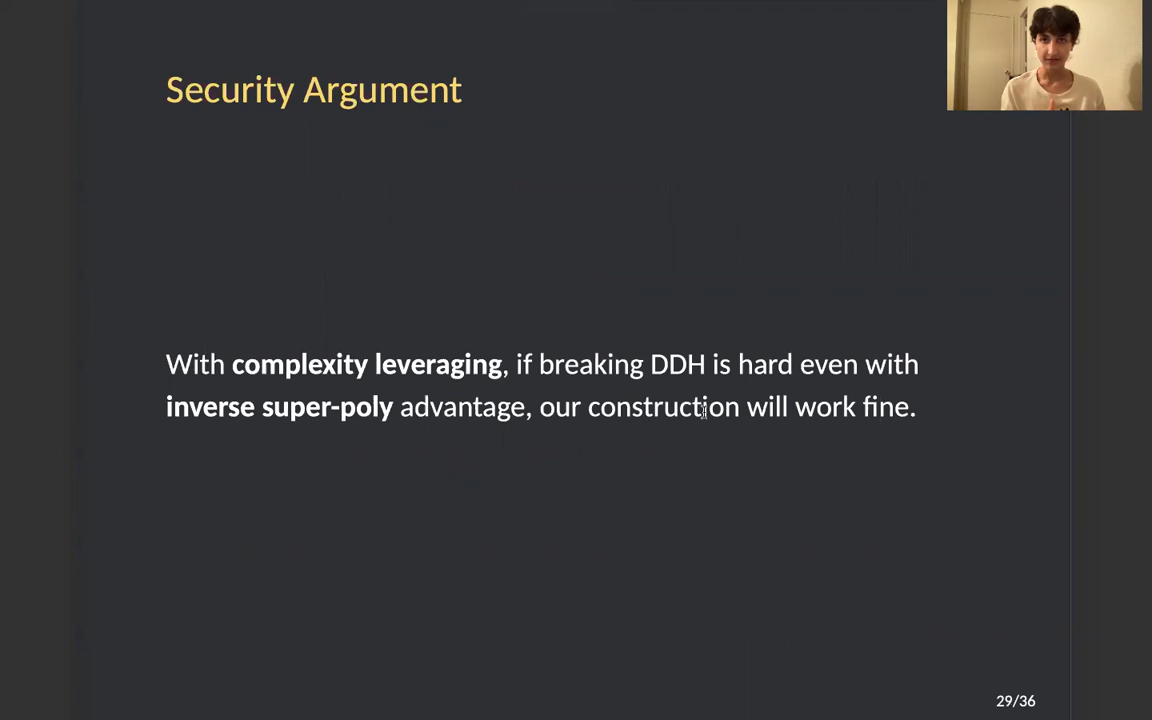 Security Argument
With complexity leveraging, if breaking DDH is hard even with
inverse super-poly advantage, our construction will work fine.
29/36